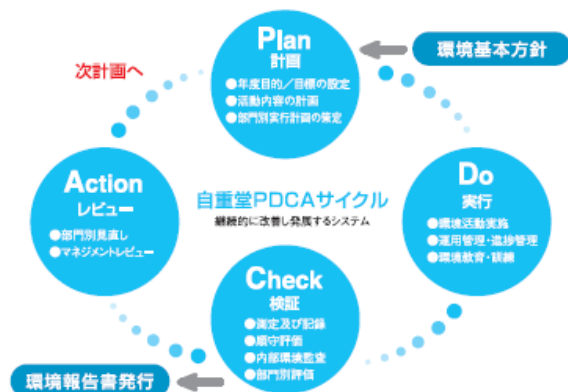 Plan
計画
●年度目的／目標の設定
●活動内容の計画
●部門別実行計画の策定
環境基本方針
次計画へ
Action
レビュー
●部門別見直し
●マネジメントレビュー
自重堂PDCAサイクル
継続的に改善し発展するシステム
Do
実行
●環境活動実施
●運用管理・進捗管理
●環境教育・訓練
Check
検証
●測定及び記録
●順守評価
●内部環境監査
●部門別評価
環境報告書発行